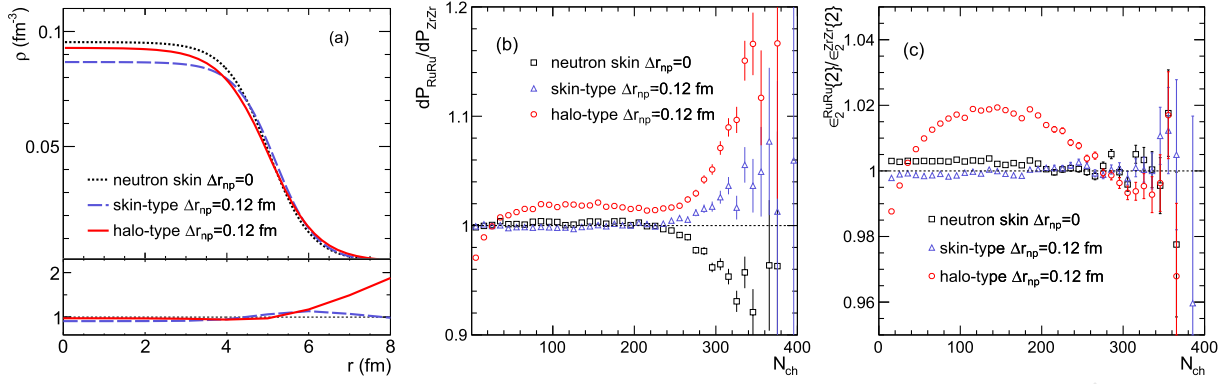 ρ (fm⁻³)
0.1
0.05
(a)
neutron skin Δr_np=0
skin-type Δr_np=0.12 fm
halo-type Δr_np=0.12 fm
2
1
0 2 4 6 8
r (fm)
dP_RuRu/dP_ZrZr
1.2
1.1
1
0.9
(b)
neutron skin Δr_np=0
skin-type Δr_np=0.12 fm
halo-type Δr_np=0.12 fm
100 200 300 400
N_ch
ϵ₂^RuRu{2}/ϵ₂^ZrZr{2}
1.04
1.02
1
0.98
0.96
(c)
neutron skin Δr_np=0
skin-type Δr_np=0.12 fm
halo-type Δr_np=0.12 fm
0 100 200 300 400
N_ch